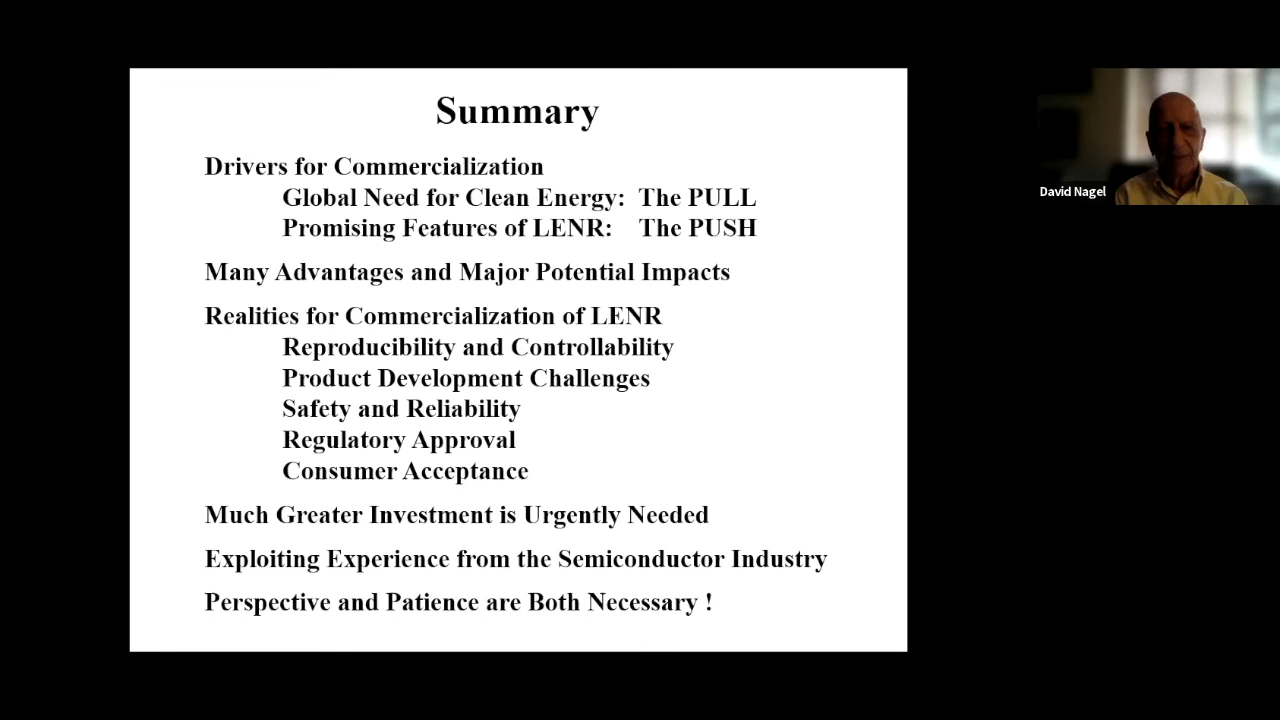 Summary
Drivers for Commercialization
Global Need for Clean Energy: The PULL
Promising Features of LENR: The PUSH
Many Advantages and Major Potential Impacts
Realities for Commercialization of LENR
Reproducibility and Controllability
Product Development Challenges
Safety and Reliability
Regulatory Approval
Consumer Acceptance
Much Greater Investment is Urgently Needed
Exploiting Experience from the Semiconductor Industry
Perspective and Patience are Both Necessary !
David Nagel